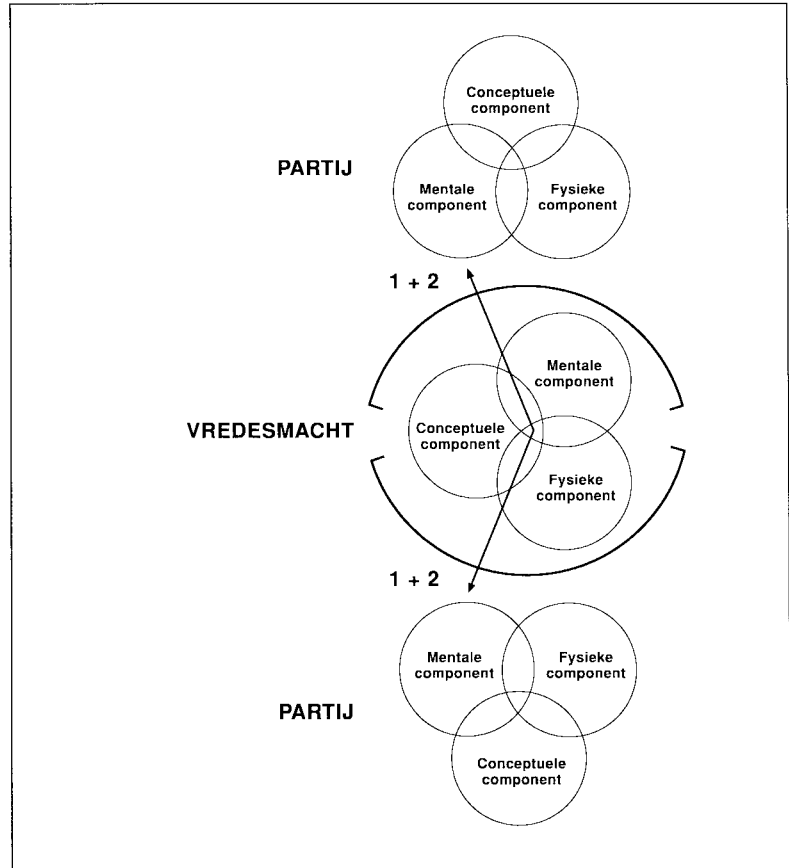 Conceptuele
component
PARTIJ
Mentale
component
Fysieke
component
1 + 2
Mentale
component
VREDESMACHT
Conceptuele
component
Fysieke
component
1 + 2
Mentale
component
Fysieke
component
PARTIJ
Conceptuele
component